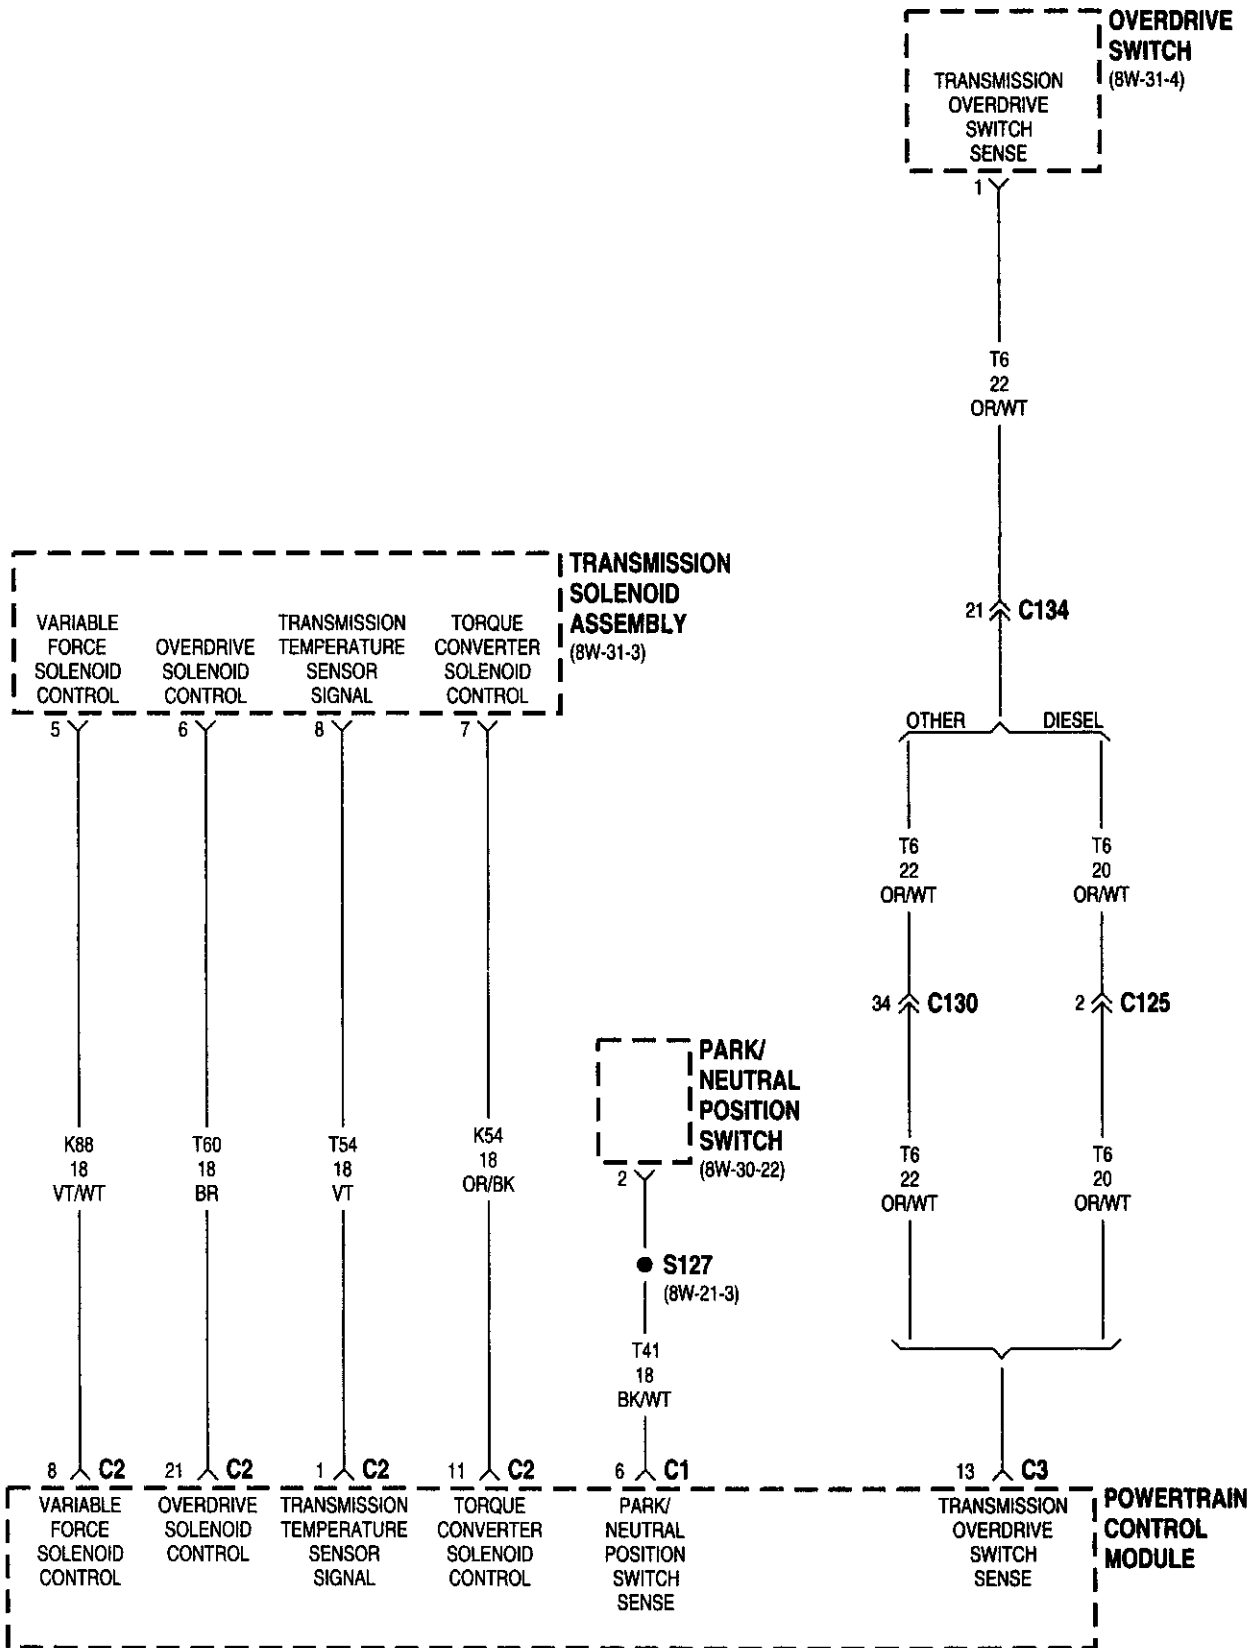 OVERDRIVE
SWITCH
(8W-31-4)
TRANSMISSION
OVERDRIVE
SWITCH
SENSE
1
T6
22
OR/WT
21 C134
TRANSMISSION
SOLENOID
ASSEMBLY
(8W-31-3)
VARIABLE
FORCE
SOLENOID
CONTROL
OVERDRIVE
SOLENOID
CONTROL
TRANSMISSION
TEMPERATURE
SENSOR
SIGNAL
TORQUE
CONVERTER
SOLENOID
CONTROL
5 6 8 7
OTHER DIESEL
T6
22
OR/WT
T6
20
OR/WT
34 C130
2 C125
PARK/
NEUTRAL
POSITION
SWITCH
(8W-30-22)
2
K88
18
VT/WT
T60
18
BR
T54
18
VT
K54
18
OR/BK
T6
22
OR/WT
T6
20
OR/WT
S127
(8W-21-3)
T41
18
BK/WT
8 C2
21 C2
1 C2
11 C2
6 C1
13 C3
VARIABLE
FORCE
SOLENOID
CONTROL
OVERDRIVE
SOLENOID
CONTROL
TRANSMISSION
TEMPERATURE
SENSOR
SIGNAL
TORQUE
CONVERTER
SOLENOID
CONTROL
PARK/
NEUTRAL
POSITION
SWITCH
SENSE
TRANSMISSION
OVERDRIVE
SWITCH
SENSE
POWERTRAIN
CONTROL
MODULE